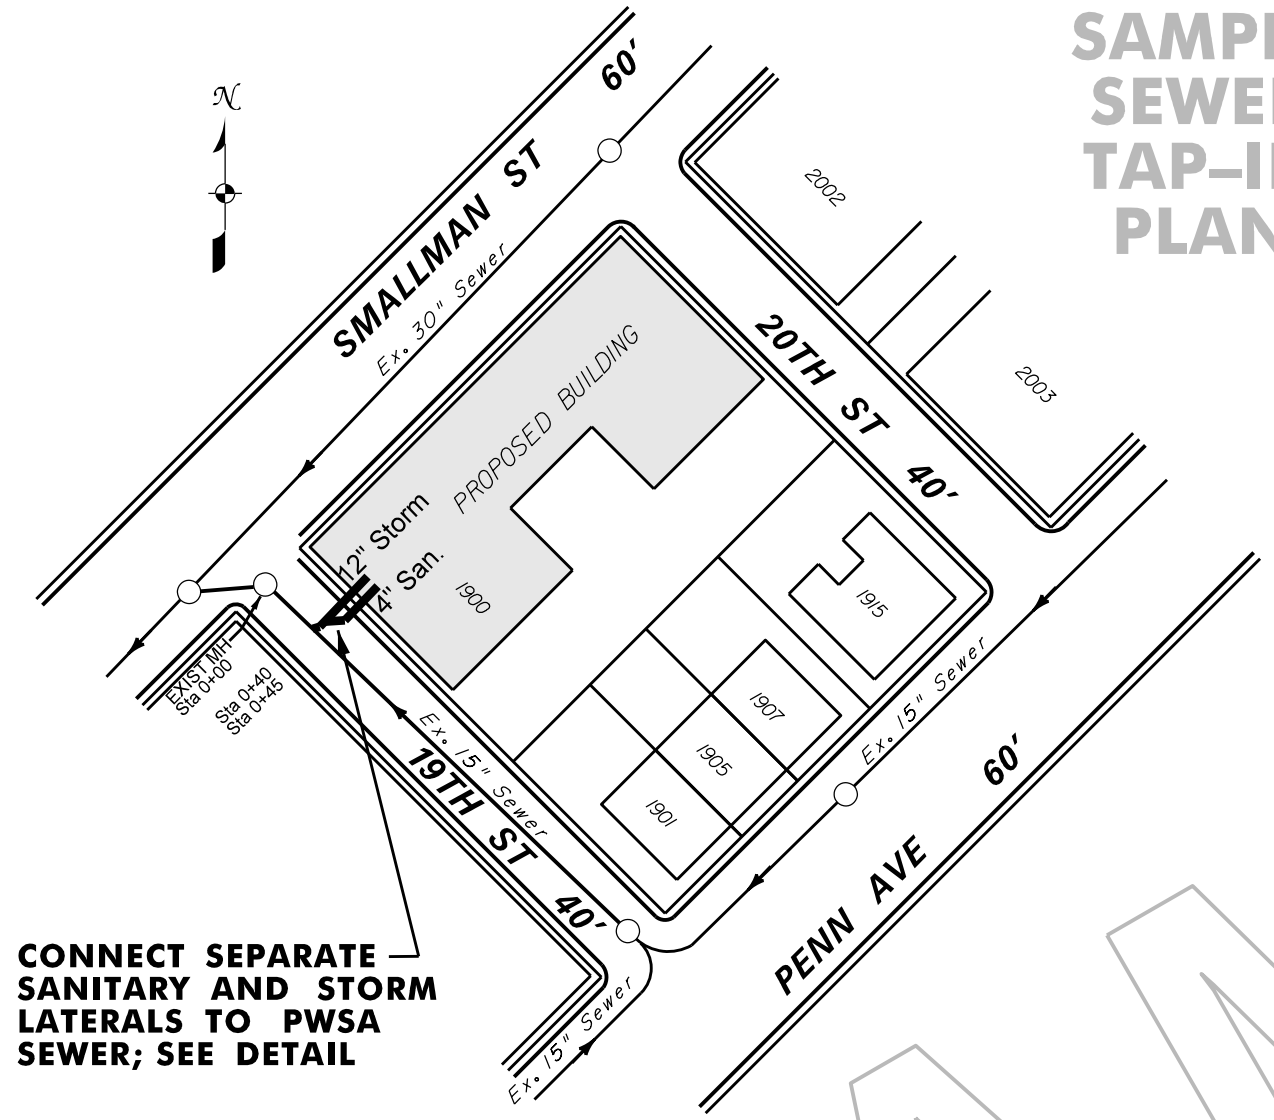 SAMPL
SEWER
TAP-I
PLAN
N
60'
SMALLMAN ST
Ex. 30" Sewer
2002
20TH ST 40'
2003
PROPOSED BUILDING
12" Storm
4" San.
1900
1915
EXIST MH
Sta 0+00
Sta 0+40
Sta 0+45
Ex. 15" Sewer
19TH ST 40'
1907
1905
1901
Ex. 15" Sewer
60'
PENN AVE
Ex. 15" Sewer
CONNECT SEPARATE
SANITARY AND STORM
LATERALS TO PWSA
SEWER; SEE DETAIL